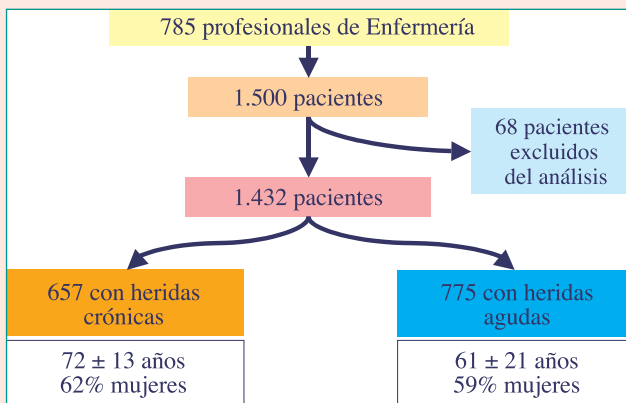 785 profesionales de Enfermería
1.500 pacientes
68 pacientes
excluidos
del análisis
1.432 pacientes
657 con heridas
crónicas
775 con heridas
agudas
72 ± 13 años
62% mujeres
61 ± 21 años
59% mujeres